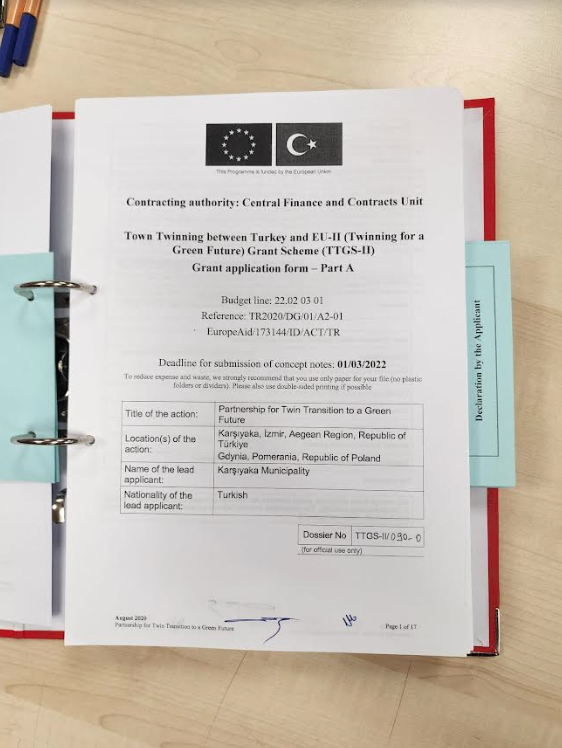 This Programme is funded by the European Union
Contracting authority: Central Finance and Contracts Unit
Town Twinning between Turkey and EU-II (Twinning for a
Green Future) Grant Scheme (TTGS-II)
Grant application form – Part A
Budget line: 22.02 03 01
Reference: TR2020/DG/01/A2-01
EuropeAid/173144/ID/ACT/TR
Deadline for submission of concept notes: 01/03/2022
To reduce expense and waste, we strongly recommend that you use only paper for your file (no plastic
folders or dividers). Please also use double-sided printing if possible
Title of the action:
Partnership for Twin Transition to a Green
Future
Location(s) of the
action:
Karşıyaka, İzmir, Aegean Region, Republic of
Türkiye
Gdynia, Pomerania, Republic of Poland
Name of the lead
applicant:
Karşıyaka Municipality
Nationality of the
lead applicant:
Turkish
Dossier No TTGS-II/090-0
(for official use only)
August 2020
Partnership for Twin Transition to a Green Future
Page 1 of 17
Declaration by the Applicant